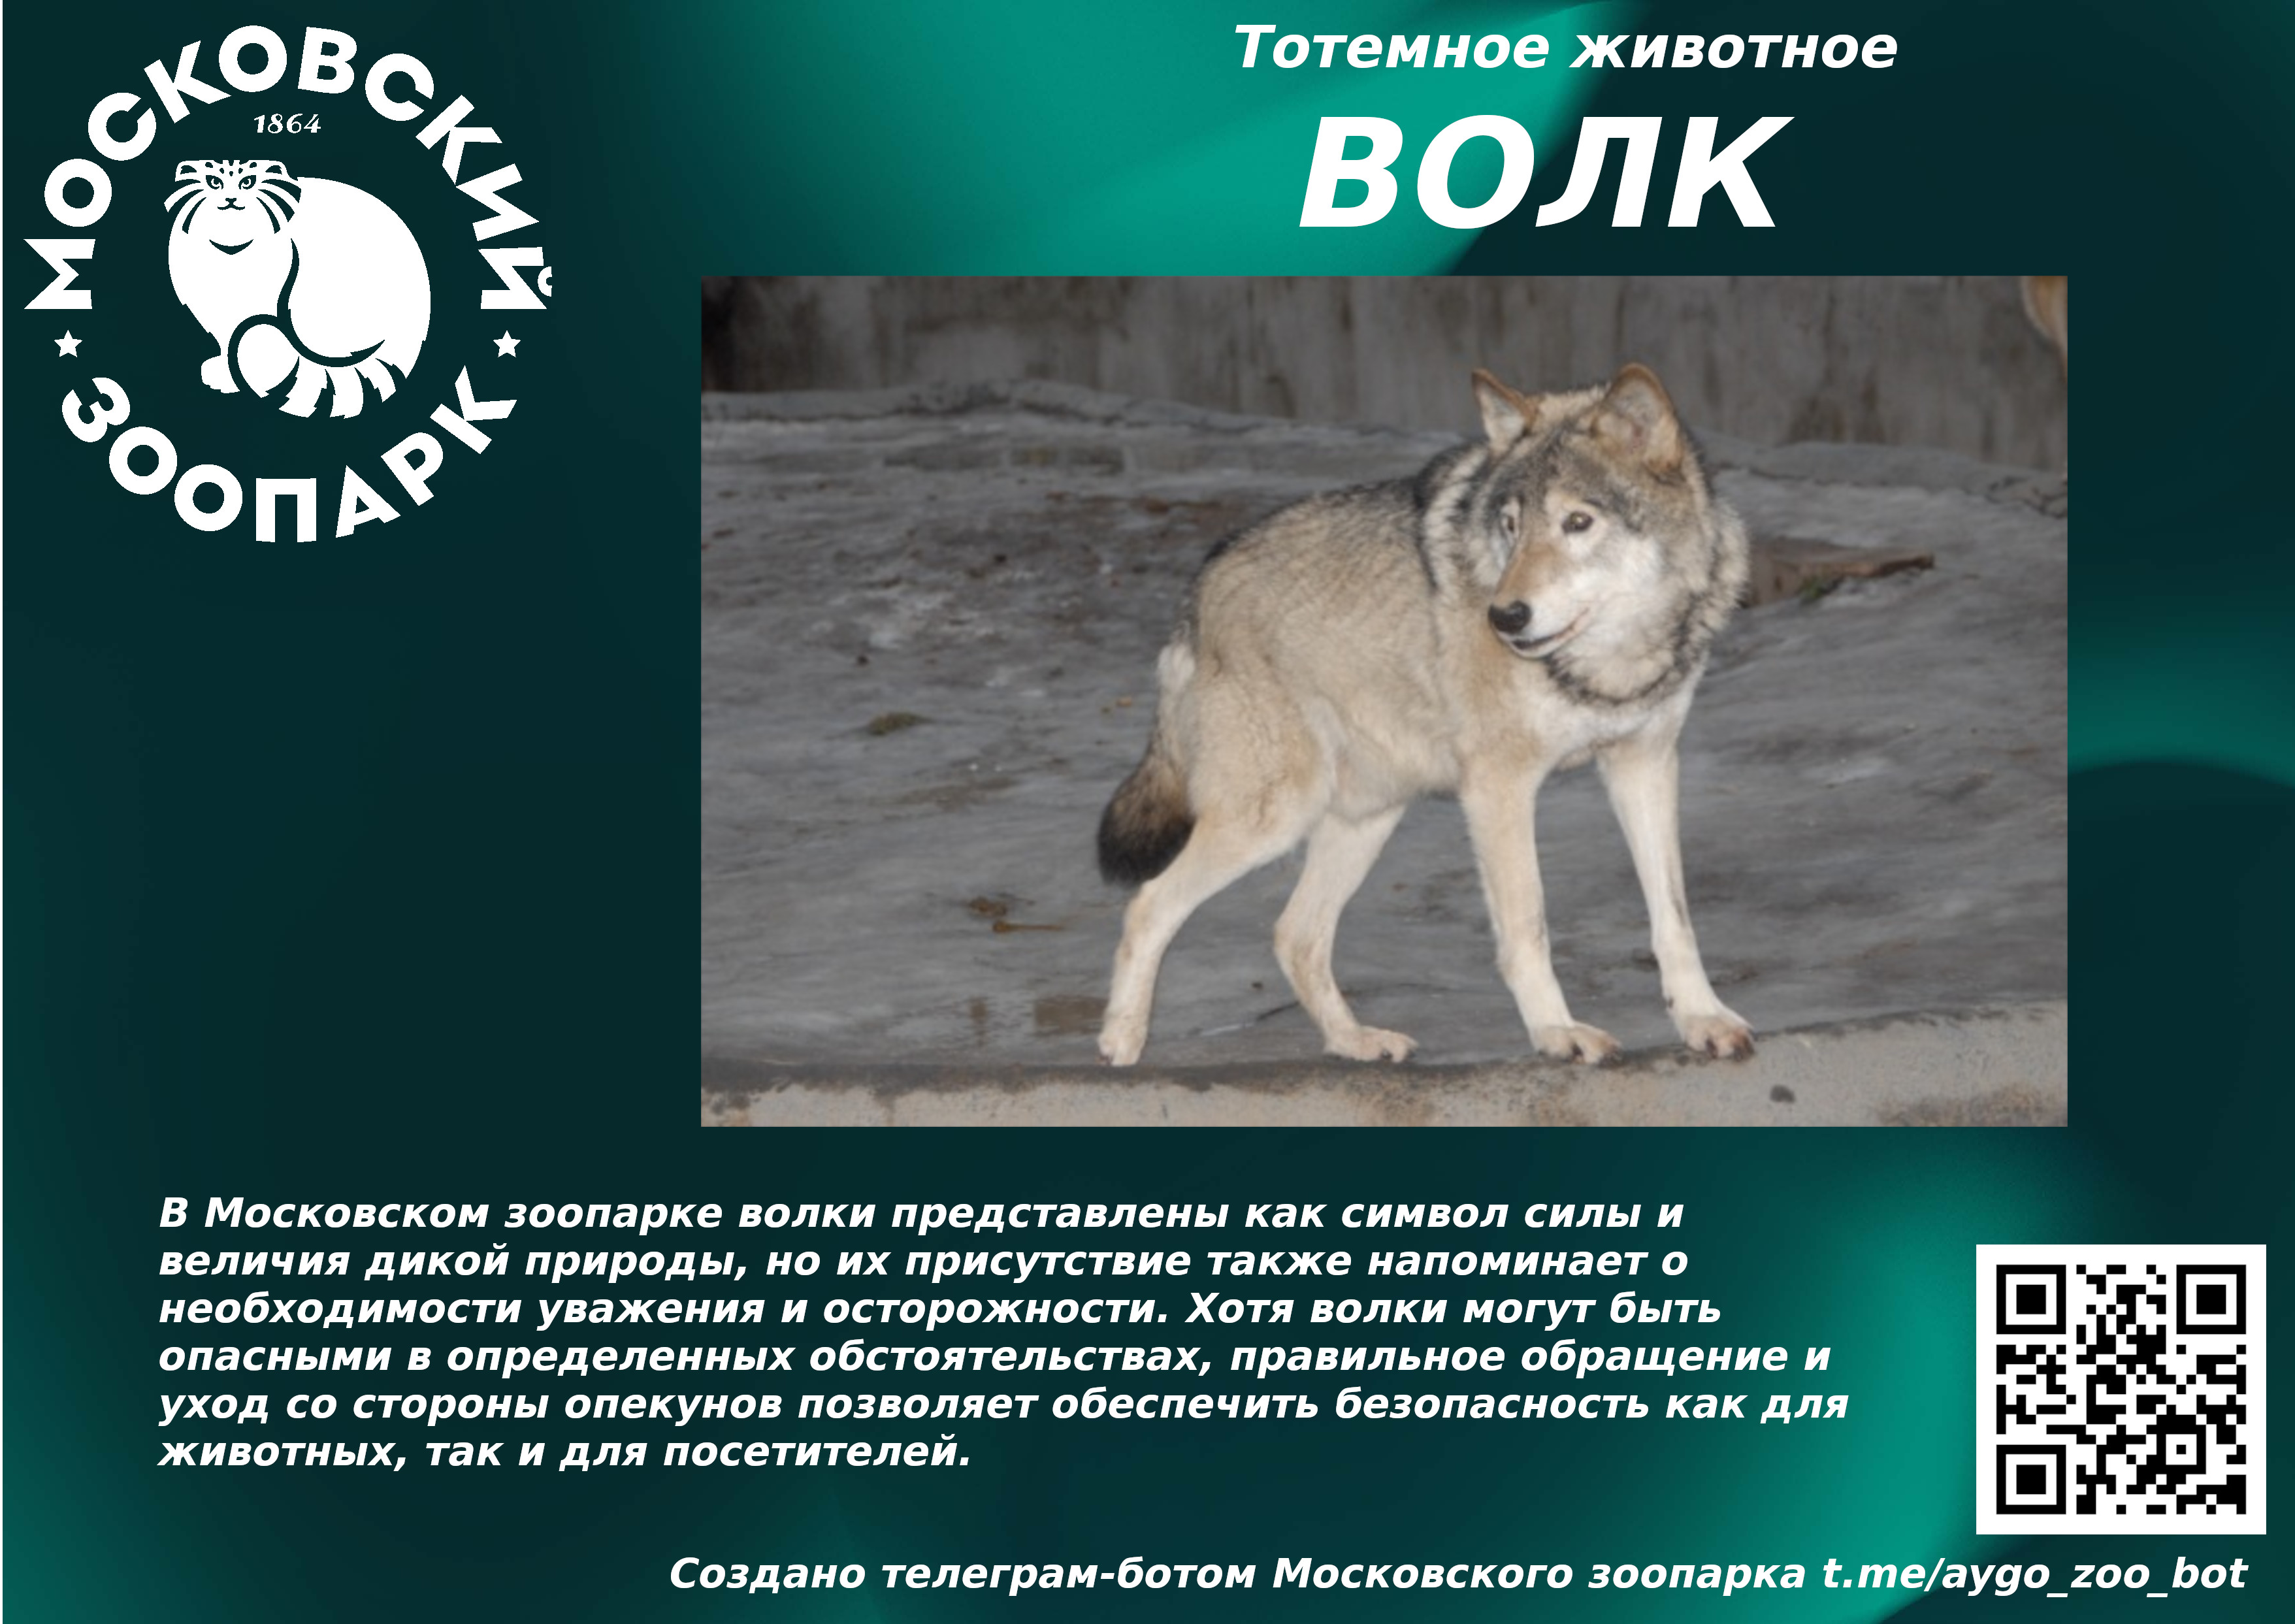 МОСКОВСКИЙ
1864
ЗООПАРК
Тотемное животное
ВОЛК
В Московском зоопарке волки представлены как символ силы и
величия дикой природы, но их присутствие также напоминает о
необходимости уважения и осторожности. Хотя волки могут быть
опасными в определенных обстоятельствах, правильное обращение и
уход со стороны опекунов позволяет обеспечить безопасность как для
животных, так и для посетителей.
Создано телеграм-ботом Московского зоопарка t.me/aygo_zoo_bot